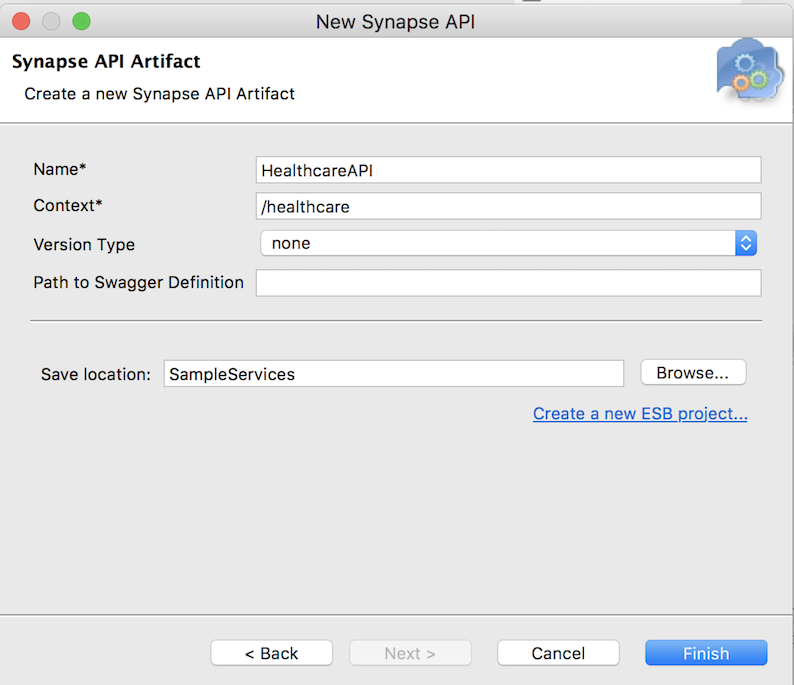 New Synapse API
Synapse API Artifact
Create a new Synapse API Artifact
Name* HealthcareAPI
Context* /healthcare
Version Type none
Path to Swagger Definition
Save location: SampleServices Browse...
Create a new ESB project...
< Back Next > Cancel Finish